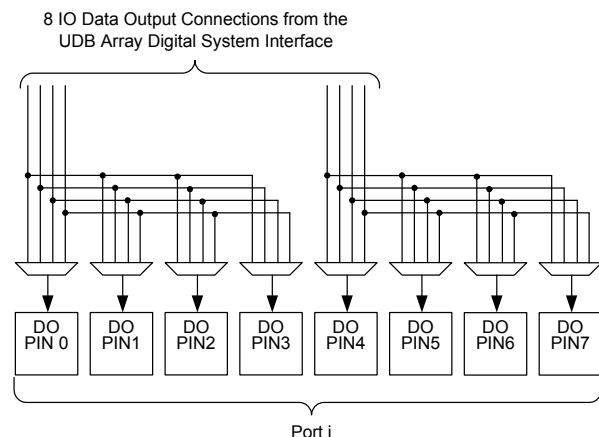 8 IO Data Output Connections from the
UDB Array Digital System Interface
DO
PIN 0
DO
PIN1
DO
PIN2
DO
PIN3
DO
PIN4
DO
PIN5
DO
PIN6
DO
PIN7
Port i